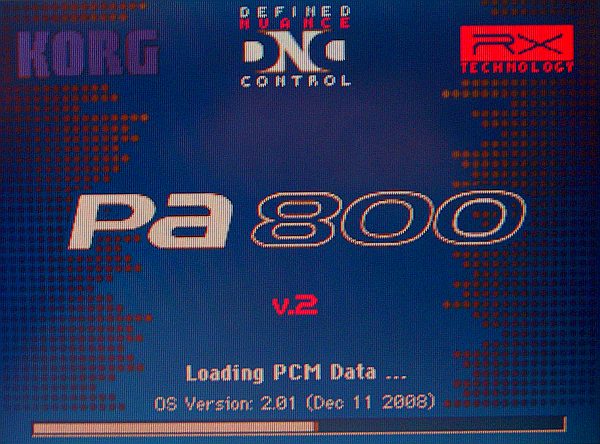 KORG
DEFINED
NUANCE
DNC
CONTROL
RX
TECHNOLOGY
Pa 800
v.2
Loading PCM Data ...
OS Version: 2.01 (Dec 11 2008)